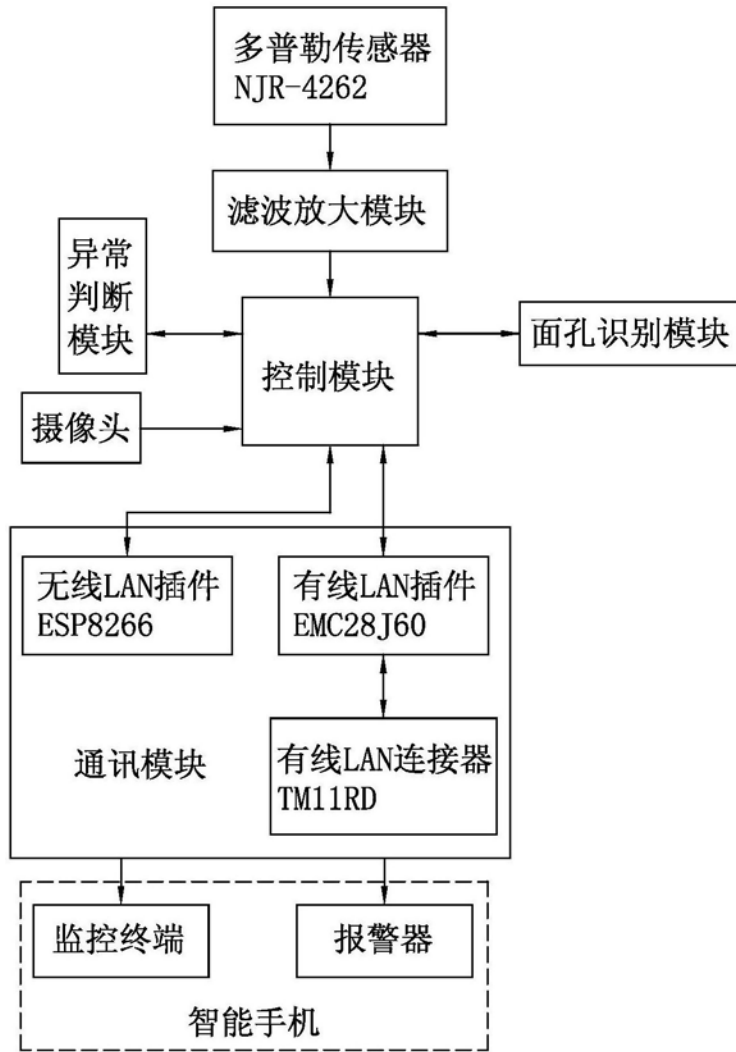 多普勒传感器
NJR-4262
滤波放大模块
异常
判断
模块
面孔识别模块
控制模块
摄像头
无线LAN插件
ESP8266
有线LAN插件
EMC28J60
通讯模块
有线LAN连接器
TM11RD
监控终端
报警器
智能手机